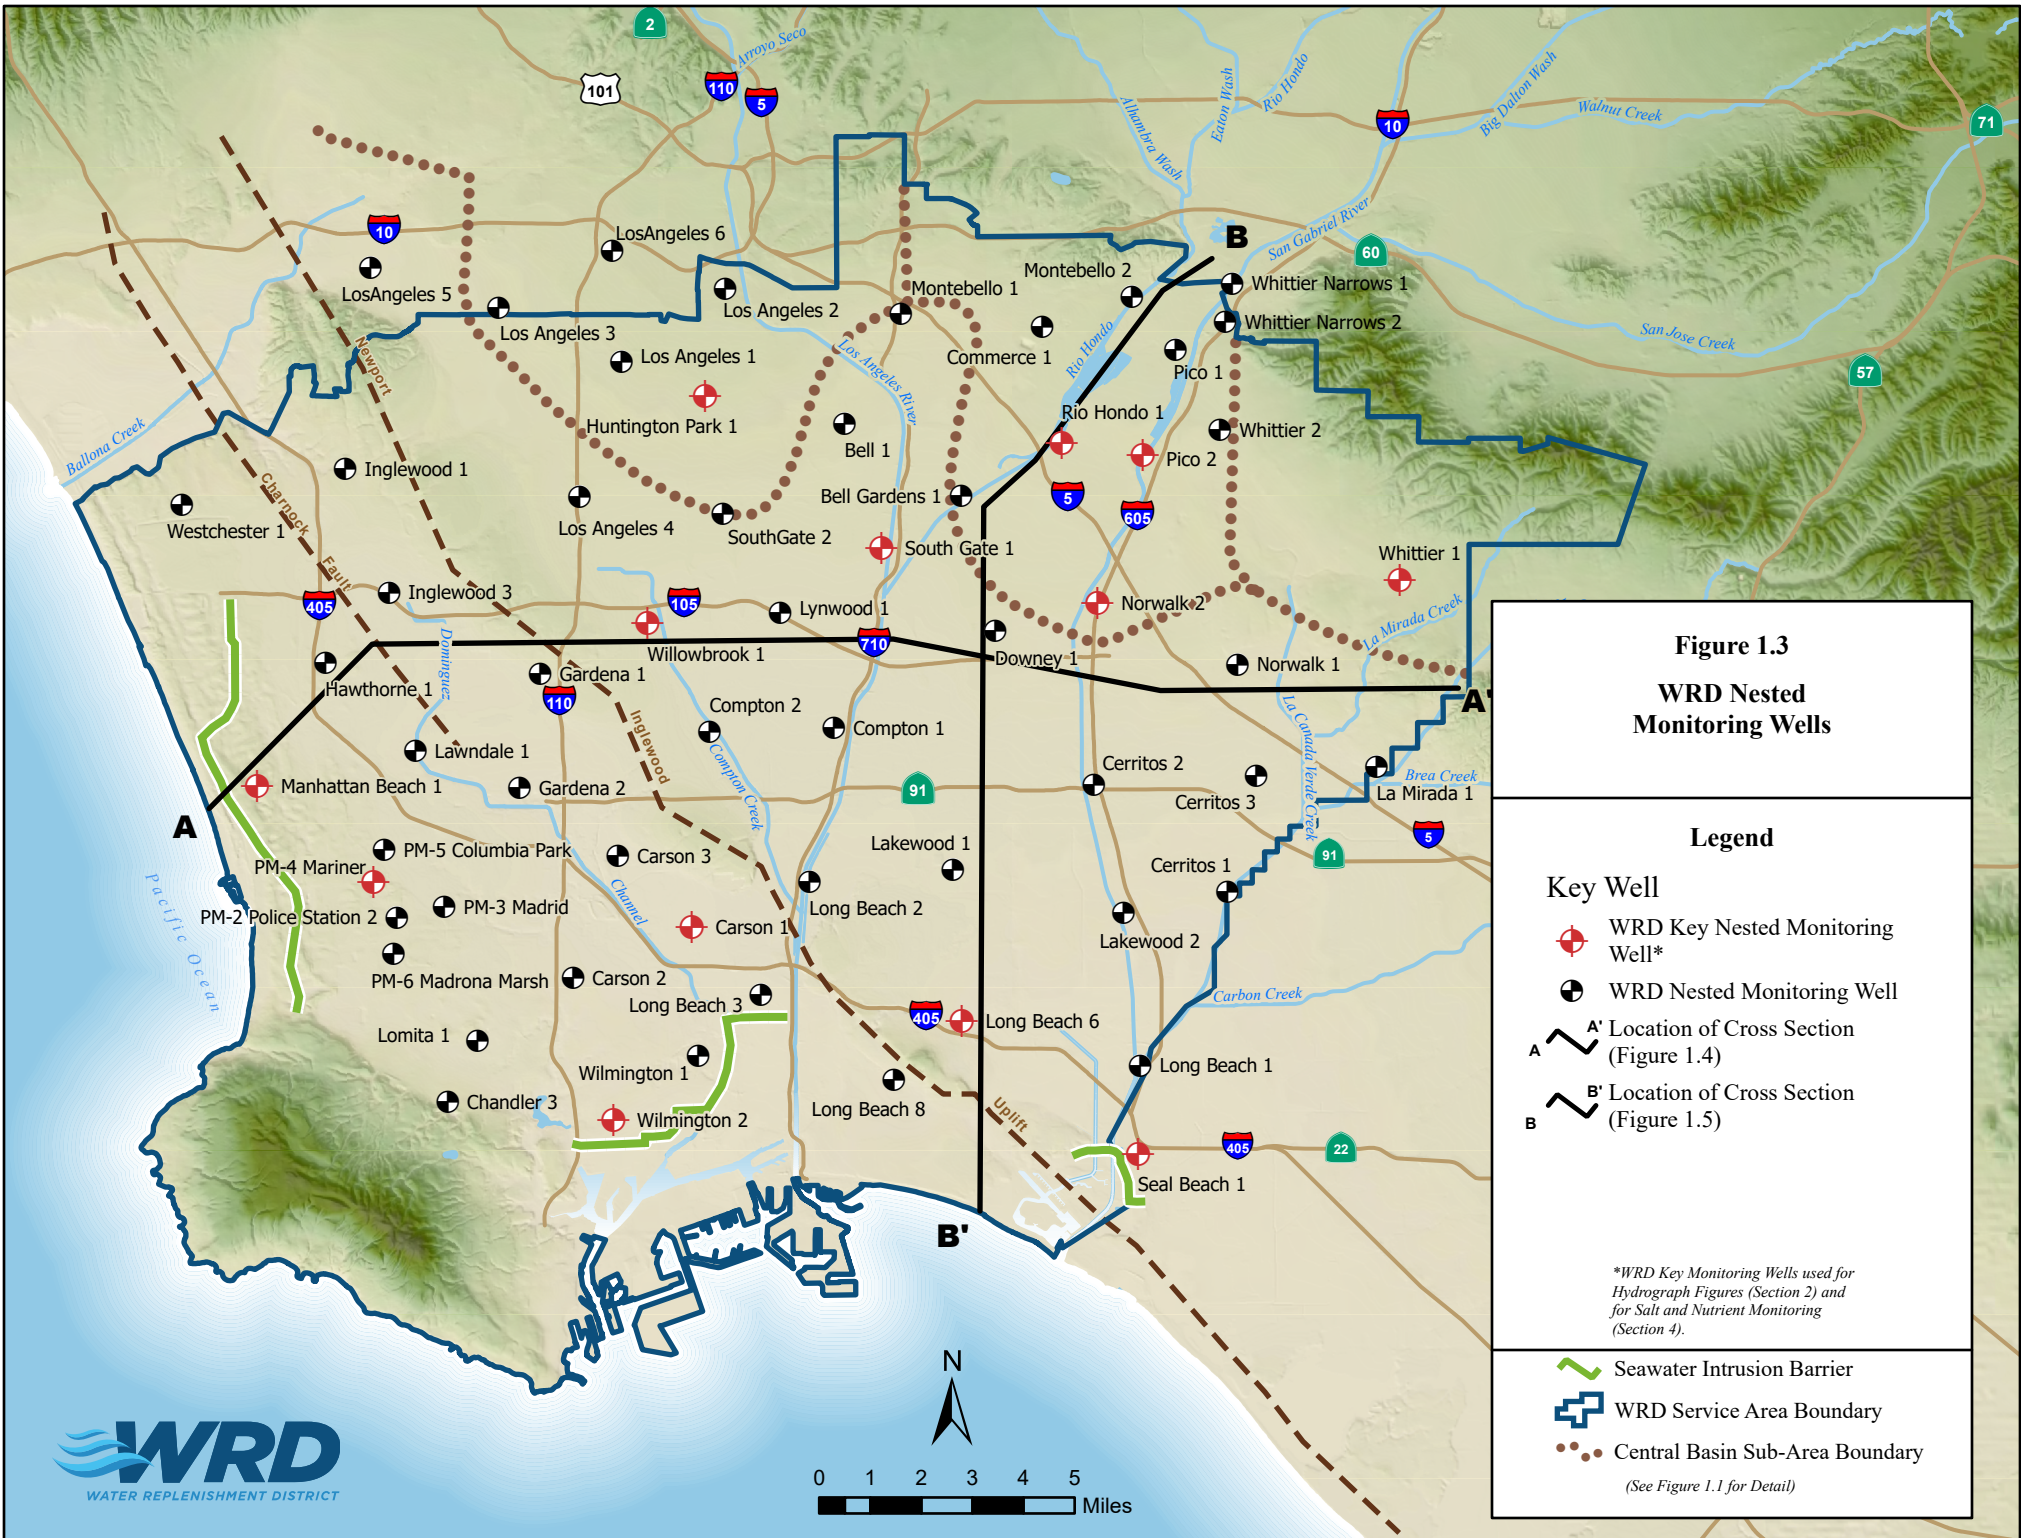 2
101
110
5
Arroyo Seco
Alhambra Wash
Eaton Wash
Rio Hondo
10
Big Dalton Wash
Walnut Creek
71
10
LosAngeles 6
LosAngeles 5
Los Angeles 3
Los Angeles 2
Montebello 1
Montebello 2
B
San Gabriel River
60
Whittier Narrows 1
Whittier Narrows 2
San Jose Creek
57
Newport
Los Angeles 1
Los Angeles River
Commerce 1
Rio Hondo
Pico 1
Huntington Park 1
Bell 1
Rio Hondo 1
Whittier 2
Pico 2
Ballona Creek
Inglewood 1
Westchester 1
Charnock
Fault
Los Angeles 4
SouthGate 2
Bell Gardens 1
5
605
South Gate 1
Whittier 1
405
Inglewood 3
105
Lynwood 1
Norwalk 2
La Mirada Creek
710
Willowbrook 1
Dominguez
Hawthorne 1
Gardena 1
110
Downey 1
Norwalk 1
A'
Inglewood
Compton 2
Compton 1
La Canada Verde Creek
Lawndale 1
Manhattan Beach 1
Gardena 2
Compton Creek
91
Cerritos 2
Cerritos 3
La Mirada 1
Brea Creek
A
PM-5 Columbia Park
PM-4 Mariner
Carson 3
Lakewood 1
Cerritos 1
91
5
Pacific Ocean
PM-2 Police Station 2
PM-3 Madrid
Channel
Carson 1
Long Beach 2
Lakewood 2
PM-6 Madrona Marsh
Carson 2
Long Beach 3
Carbon Creek
405
Long Beach 6
Lomita 1
Wilmington 1
Long Beach 1
Chandler 3
Wilmington 2
Long Beach 8
Uplift
405
22
Seal Beach 1
B'
N
0 1 2 3 4 5
Miles
WRD
WATER REPLENISHMENT DISTRICT
Figure 1.3
WRD Nested
Monitoring Wells
Legend
Key Well
WRD Key Nested Monitoring
Well*
WRD Nested Monitoring Well
A A' Location of Cross Section
(Figure 1.4)
B B' Location of Cross Section
(Figure 1.5)
*WRD Key Monitoring Wells used for
Hydrograph Figures (Section 2) and
for Salt and Nutrient Monitoring
(Section 4).
Seawater Intrusion Barrier
WRD Service Area Boundary
Central Basin Sub-Area Boundary
(See Figure 1.1 for Detail)